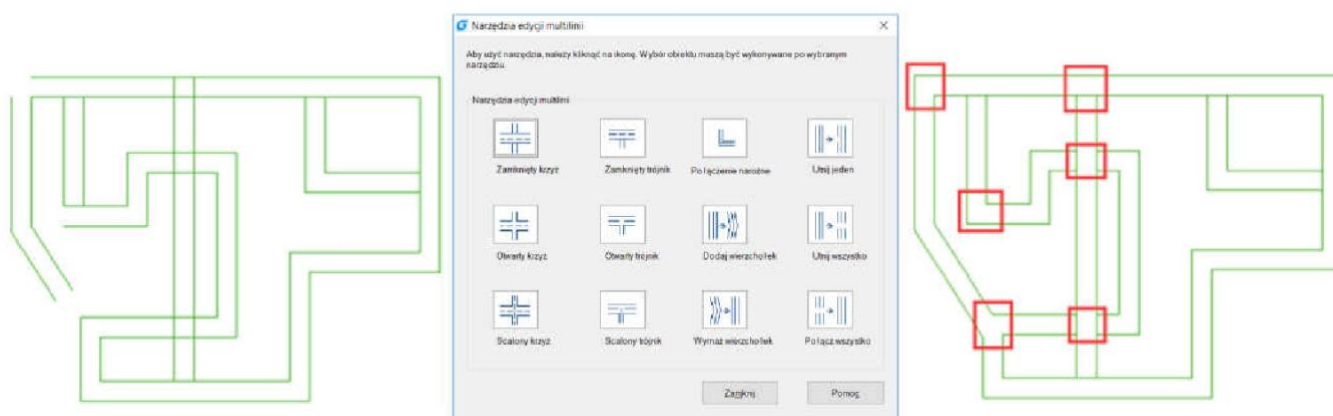 Narzędzia edycji multilinii
Aby użyć narzędzia, należy kliknąć na ikonę. Wybór obiektu maszą być wykonywane po wybranym
narzędziu.
Narzędzia edycji multilinii
Zamknięty krzyż
Zamknięty trójnik
Połączenie narożne
Utnij jeden
Otwarty krzyż
Otwarty trójnik
Dodaj wierzchołek
Utnij wszystko
Scalony krzyż
Scalony trójnik
Wymaż wierzchołek
Połącz wszystko
Zamknij
Pomoc